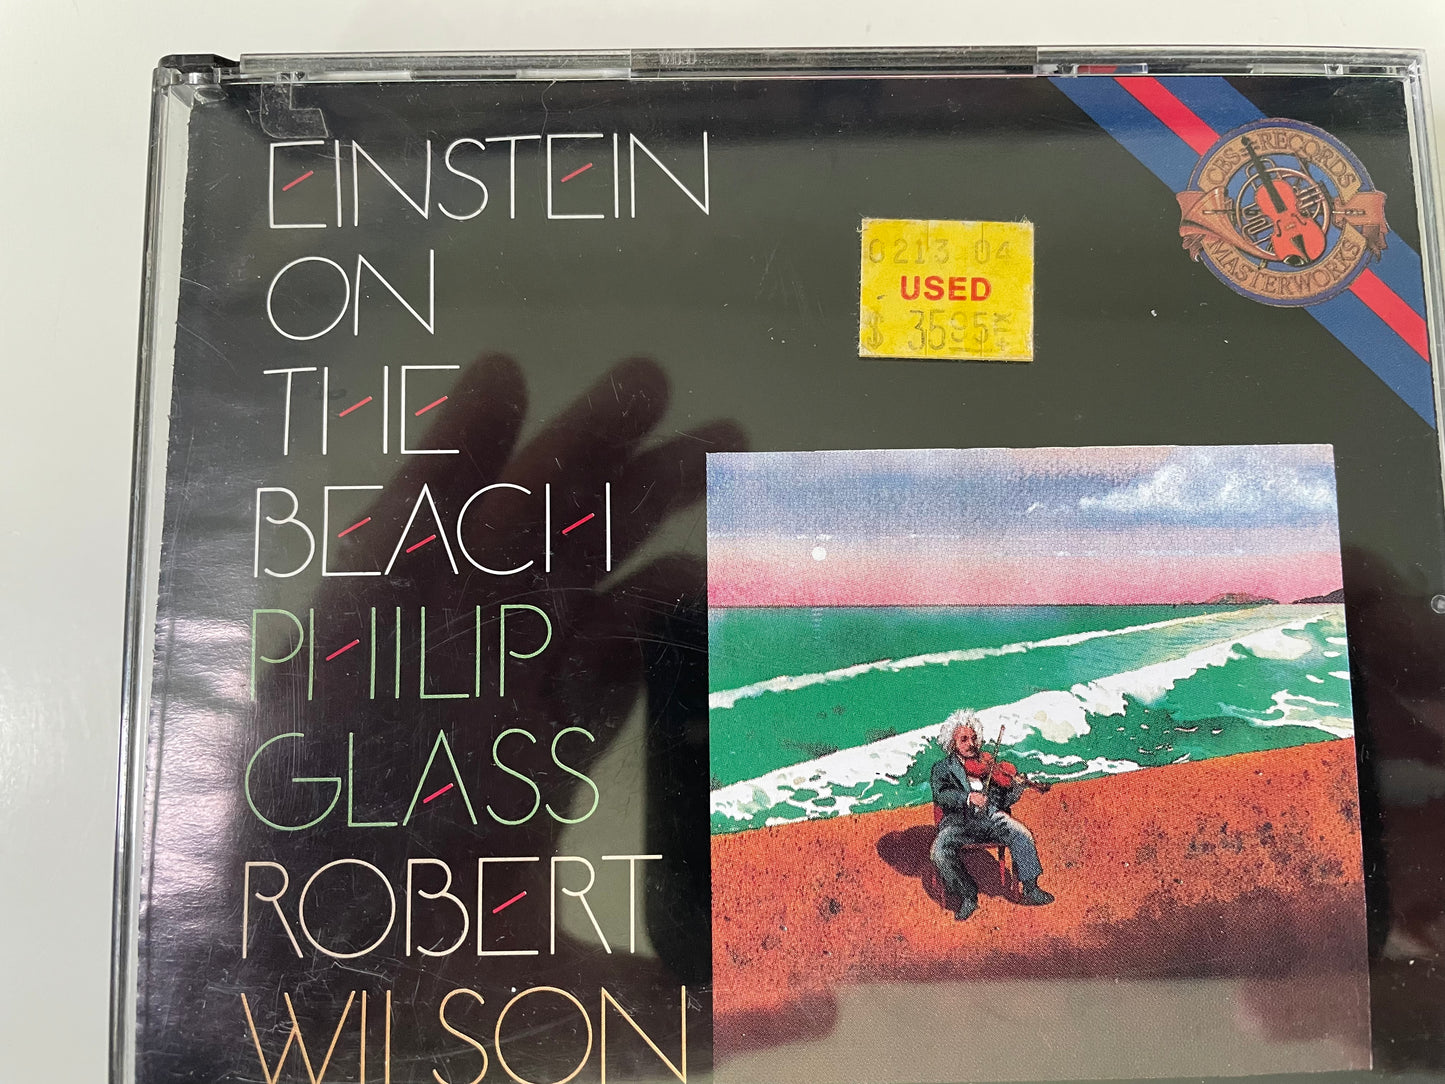 EINSTEIN
ON
THE
BEACH
PHILIP
GLASS
ROBERT
WILSON
0213 04
USED
$ 35.95
CBS RECORDS
MASTERWORKS